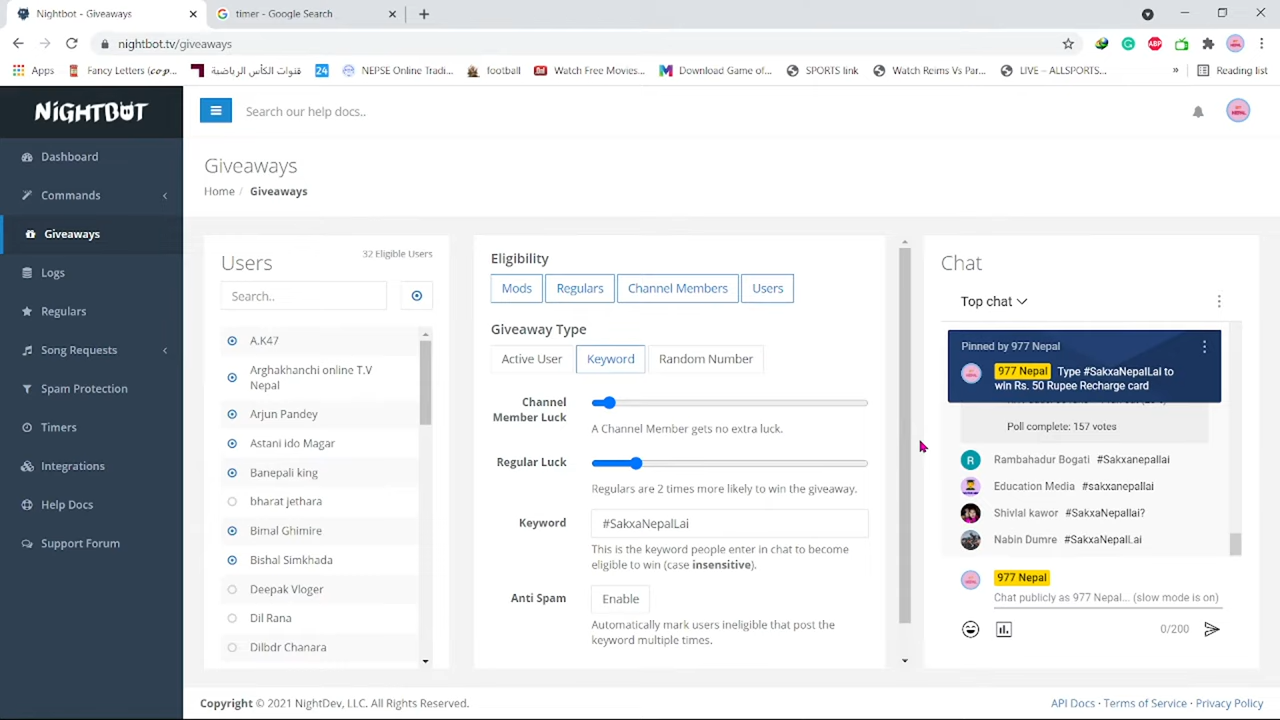 Nightbot - Giveaways
timer - Google Search
nightbot.tv/giveaways
Apps
Fancy Letters
قنوات الكأس الرياضية
24
NEPSE Online Tradi...
football
Watch Free Movies...
Download Game of...
SPORTS link
Watch Reims Vs Par...
LIVE – ALLSPORTS...
»
Reading list
NIGHTBOT
Search our help docs..
Dashboard
Commands
Giveaways
Logs
Regulars
Song Requests
Spam Protection
Timers
Integrations
Help Docs
Support Forum
Giveaways
Home / Giveaways
Users
32 Eligible Users
Search..
A.K47
Arghakhanchi online T.V
Nepal
Arjun Pandey
Astani ido Magar
Banepali king
bharat jethara
Bimal Ghimire
Bishal Simkhada
Deepak Vloger
Dil Rana
Dilbdr Chanara
Eligibility
Mods
Regulars
Channel Members
Users
Giveaway Type
Active User
Keyword
Random Number
Channel
Member Luck
A Channel Member gets no extra luck.
Regular Luck
Regulars are 2 times more likely to win the giveaway.
Keyword
#SakxaNepalLai
This is the keyword people enter in chat to become
eligible to win (case insensitive).
Anti Spam
Enable
Automatically mark users ineligible that post the
keyword multiple times.
Chat
Top chat
Pinned by 977 Nepal
977 Nepal Type #SakxaNepalLai to
win Rs. 50 Rupee Recharge card
Poll complete: 157 votes
R Rambahadur Bogati #Sakxanepallai
Education Media #sakxanepallai
Shivlal kawor #SakxaNepallai?
Nabin Dumre #SakxaNepalLai
977 Nepal
Chat publicly as 977 Nepal... (slow mode is on)
0/200
Copyright © 2021 NightDev, LLC. All Rights Reserved.
API Docs · Terms of Service · Privacy Policy